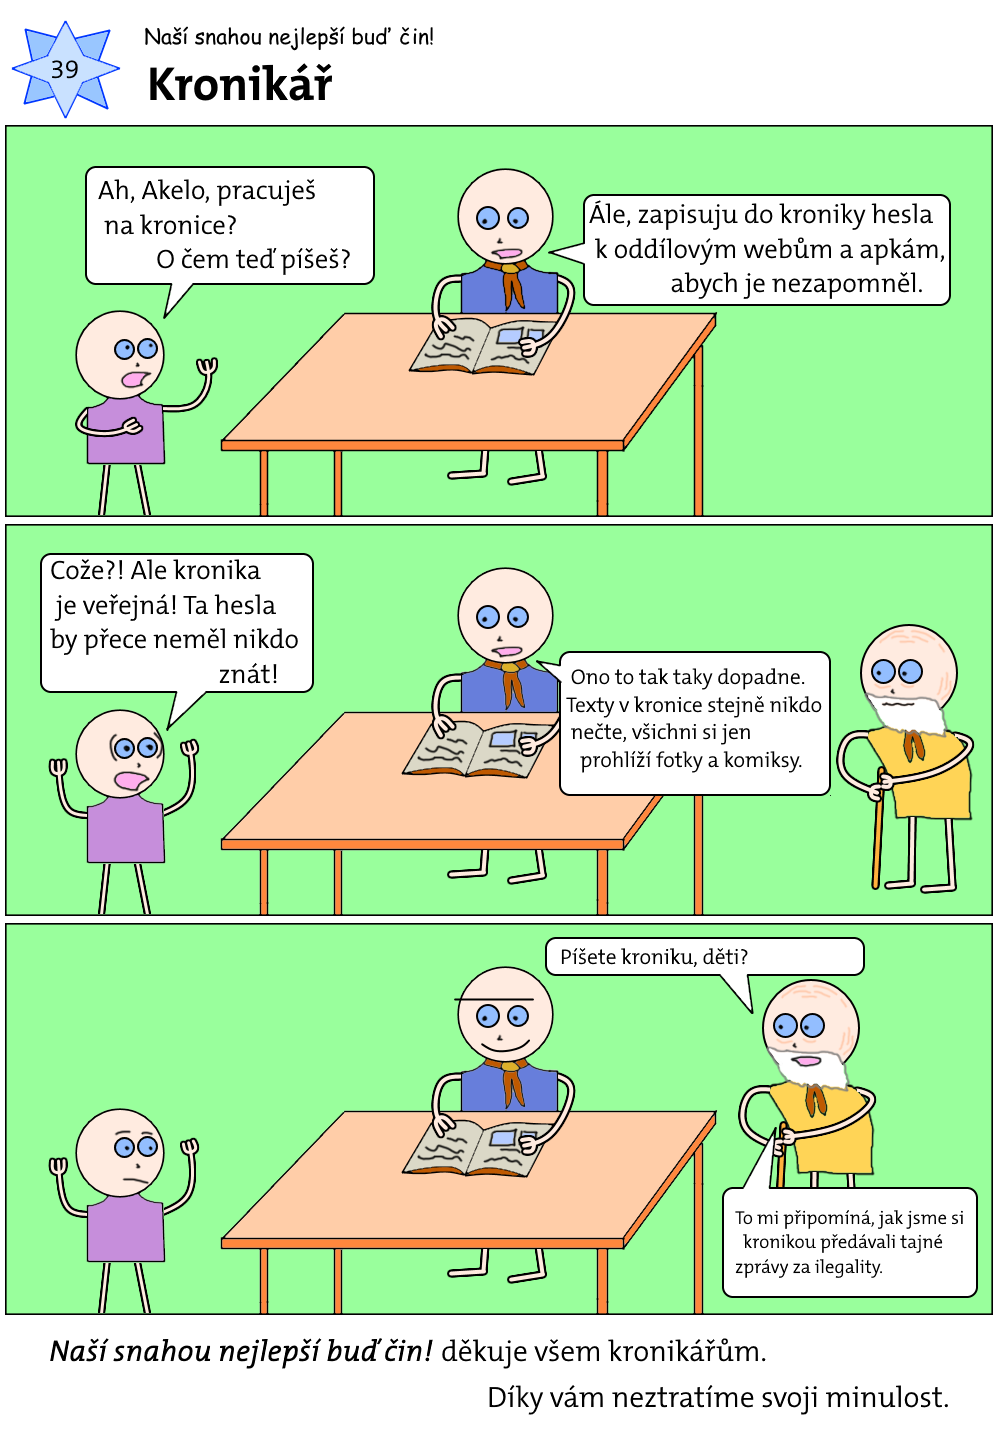 Naší snahou nejlepší buď čin!
39
Kronikář
Ah, Akelo, pracuješ
na kronice?
O čem teď píšeš?
Ále, zapisuju do kroniky hesla
k oddílovým webům a apkám,
abych je nezapomněl.
Cože?! Ale kronika
je veřejná! Ta hesla
by přece neměl nikdo
znát!
Ono to tak taky dopadne.
Texty v kronice stejně nikdo
nečte, všichni si jen
prohlíží fotky a komiksy.
Píšete kroniku, děti?
To mi připomíná, jak jsme si
kronikou předávali tajné
zprávy za ilegality.
Naší snahou nejlepší buď čin! děkuje všem kronikářům.
Díky vám neztratíme svoji minulost.